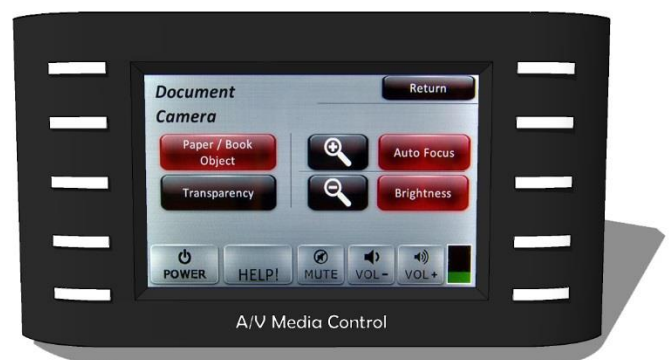 Document
Return
Camera
Paper / Book
Object
Auto Focus
Transparency
Brightness
POWER
HELP!
MUTE
VOL-
VOL+
A/V Media Control